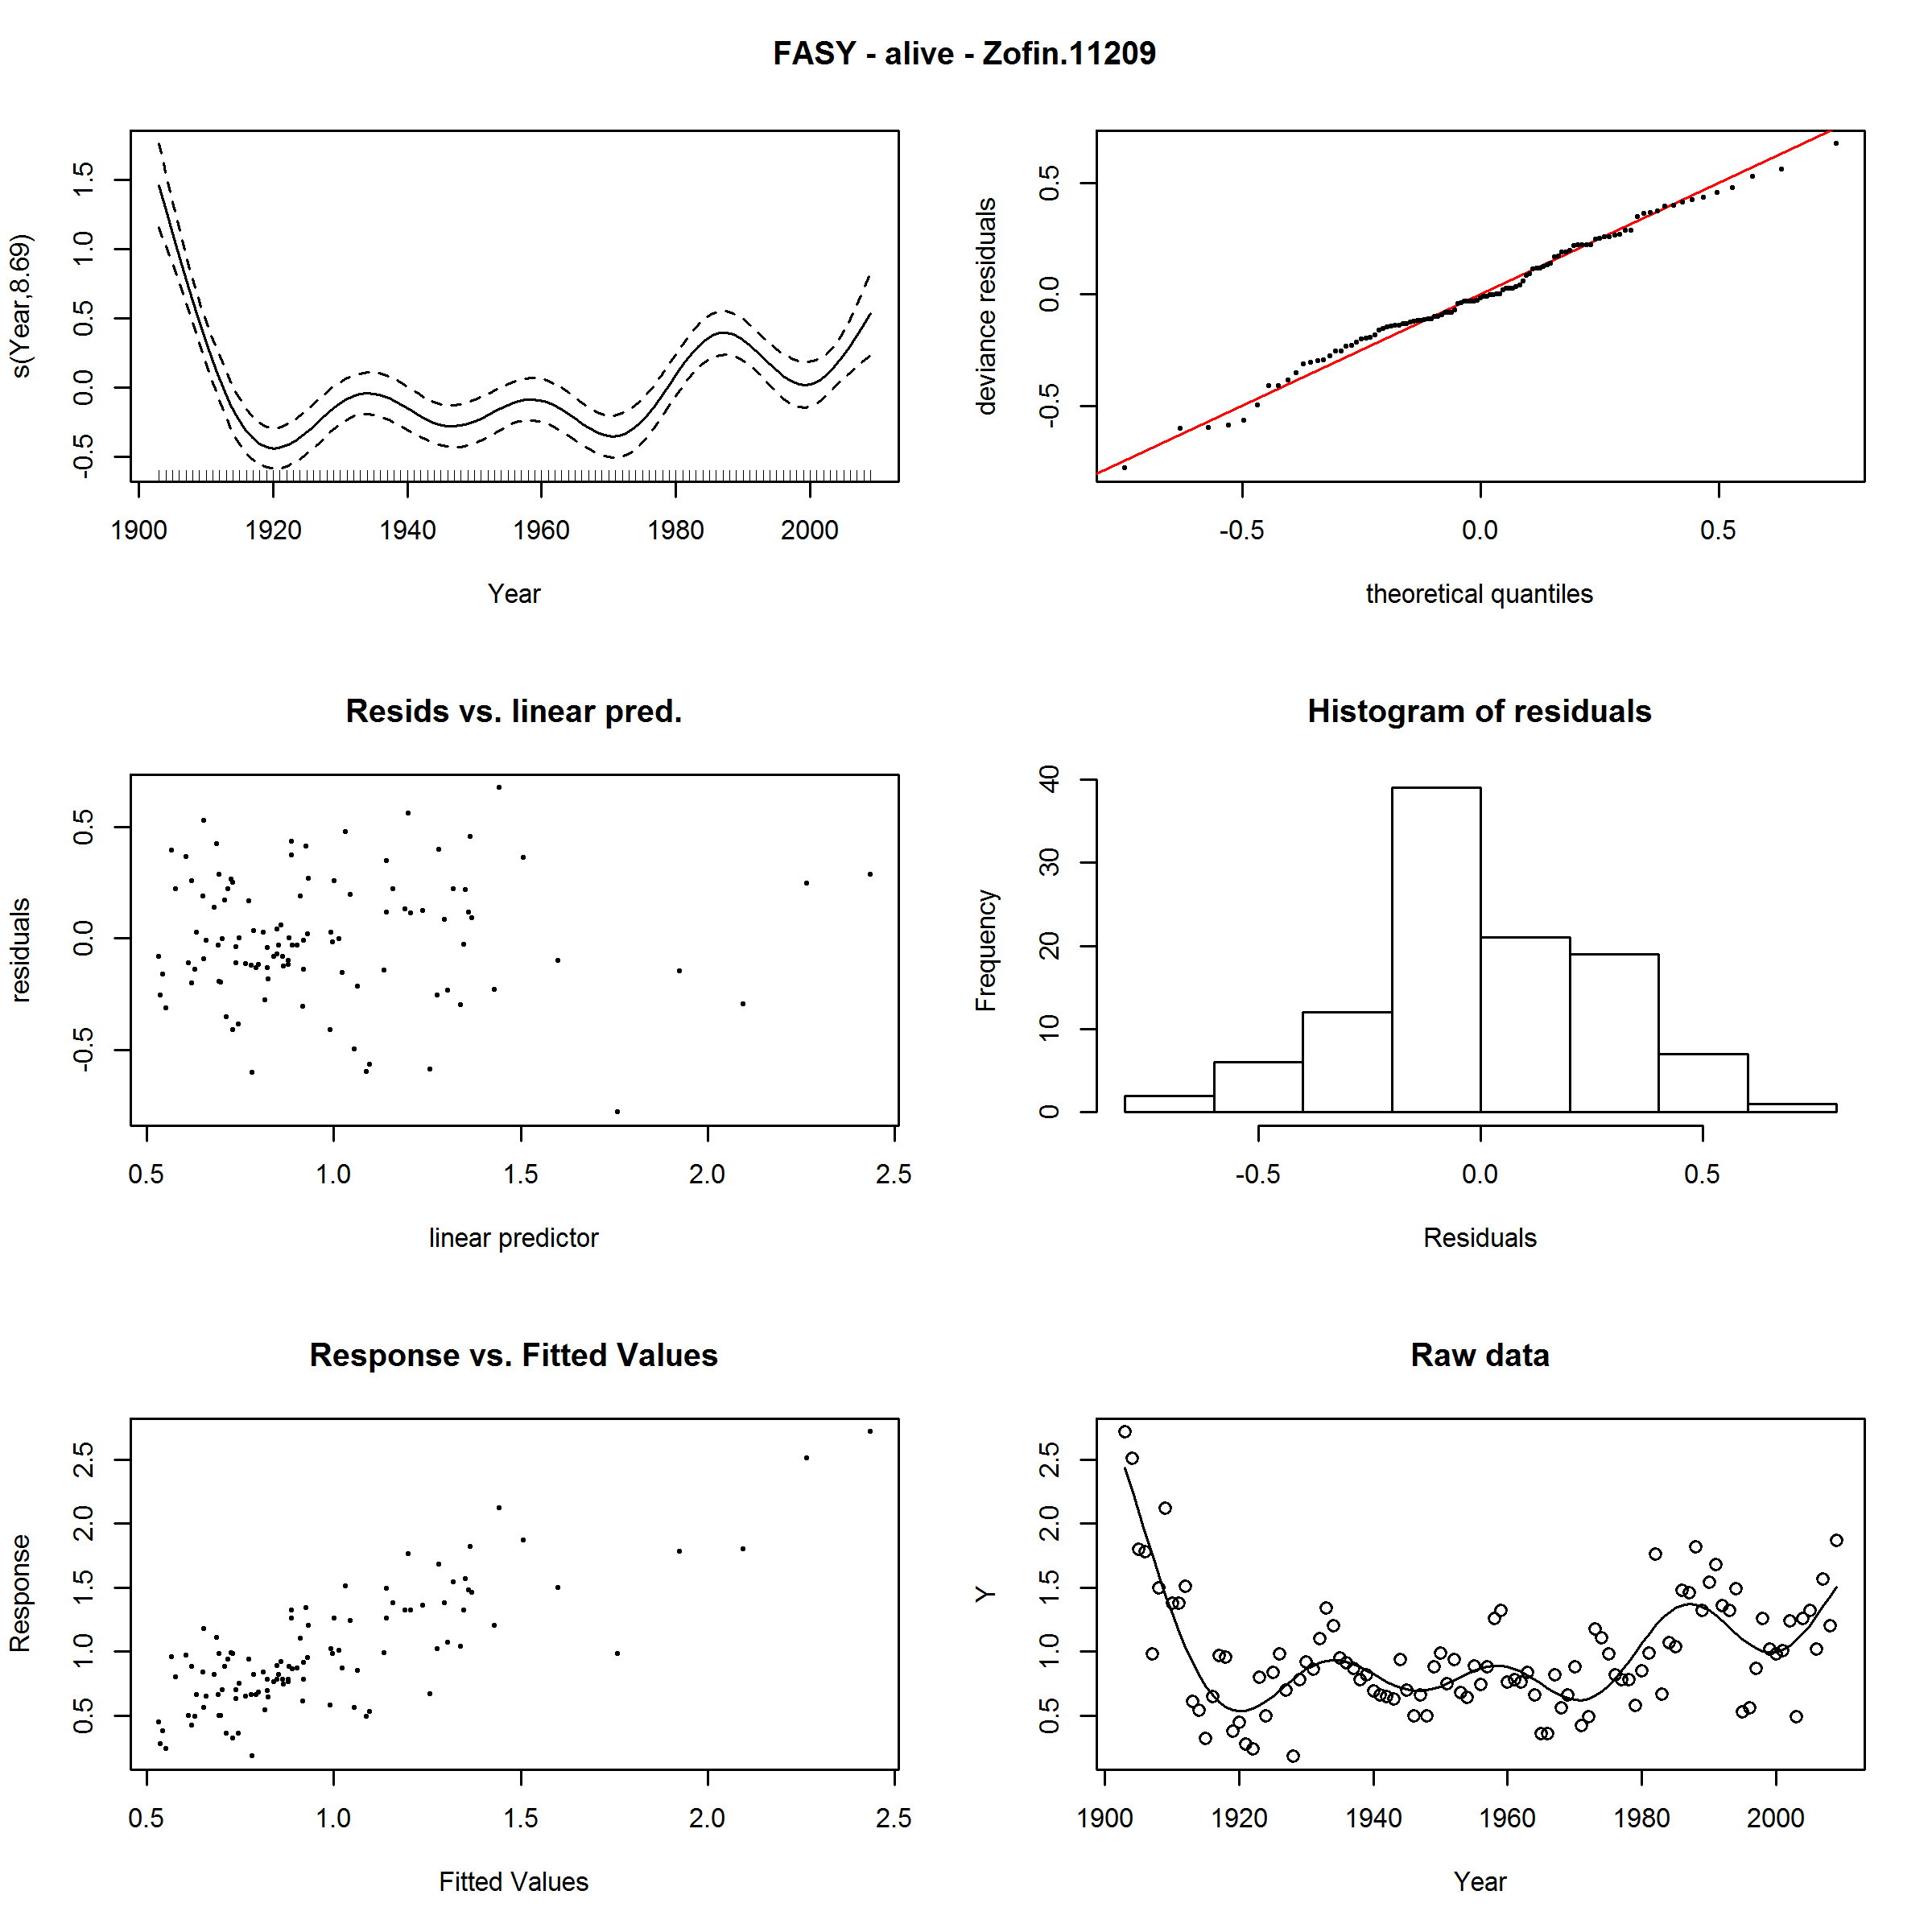 FASY - alive - Zofin.11209
s(Year,8.69)
-0.5 0.0 0.5 1.0 1.5
1900 1920 1940 1960 1980 2000
Year
deviance residuals
-0.5 0.0 0.5
-0.5 0.0 0.5
theoretical quantiles
Resids vs. linear pred.
residuals
-0.5 0.0 0.5
0.5 1.0 1.5 2.0 2.5
linear predictor
Histogram of residuals
Frequency
0 10 20 30 40
-0.5 0.0 0.5
Residuals
Response vs. Fitted Values
Response
0.5 1.0 1.5 2.0 2.5
0.5 1.0 1.5 2.0 2.5
Fitted Values
Raw data
Y
0.5 1.0 1.5 2.0 2.5
1900 1920 1940 1960 1980 2000
Year